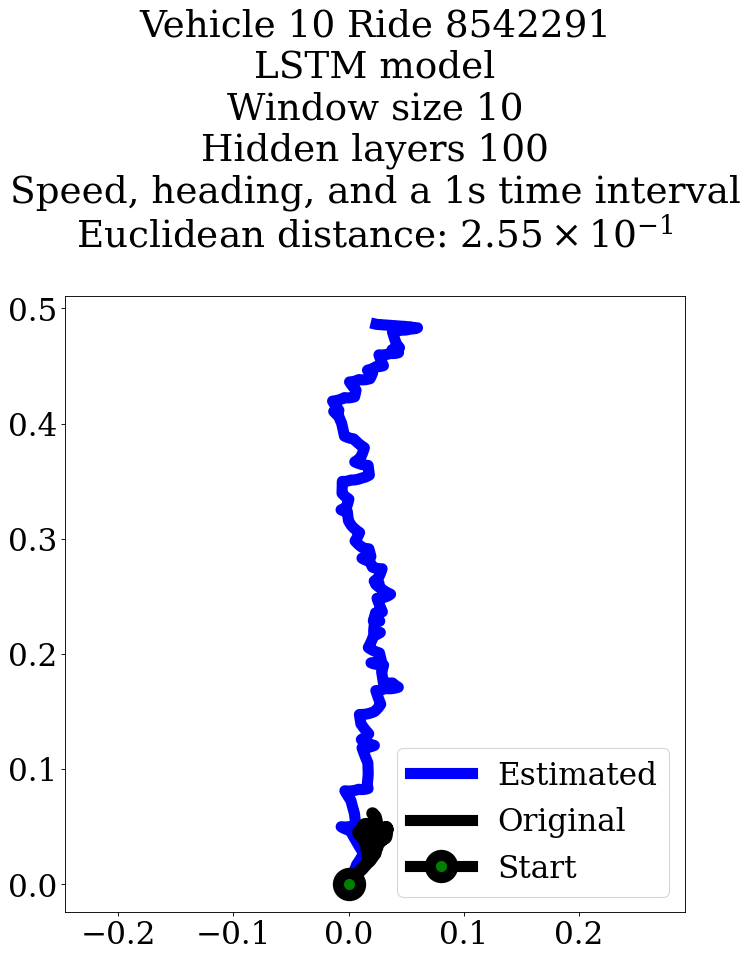 Vehicle 10 Ride 8542291
LSTM model
Window size 10
Hidden layers 100
Speed, heading, and a 1s time interval
Euclidean distance: 2.55 × 10⁻¹
0.5
0.4
0.3
0.2
0.1
0.0
Estimated
Original
Start
−0.2
−0.1
0.0
0.1
0.2